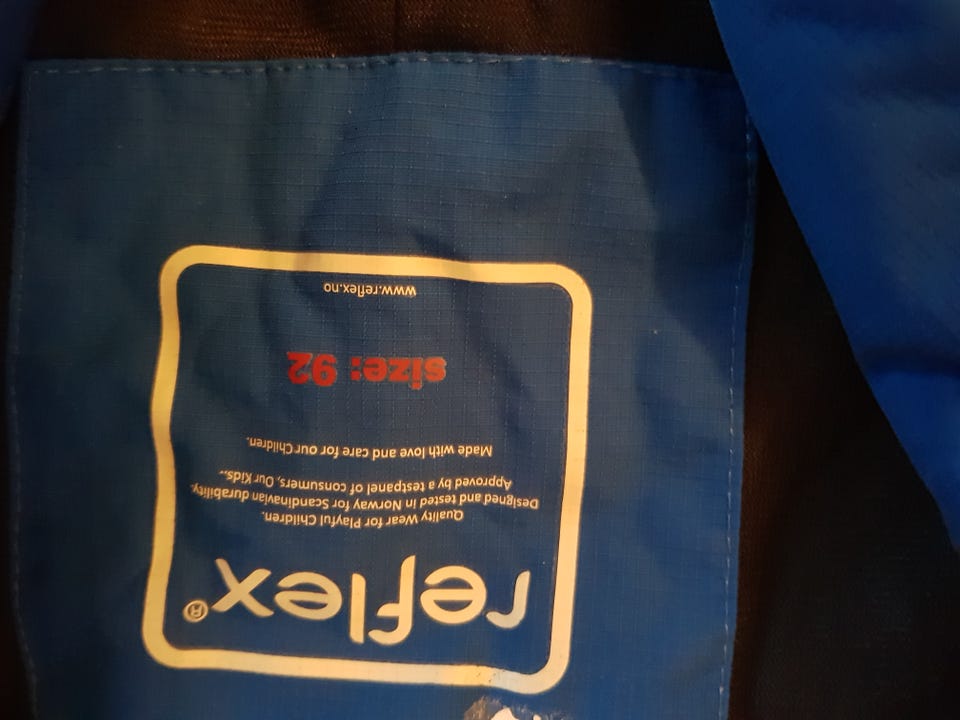 reflex®
Quality Wear for Playful Children.
Designed and tested in Norway for Scandinavian durability.
Approved by a testpanel of consumers, Our Kids..
Made with love and care for our Children.
size: 92
www.reflex.no